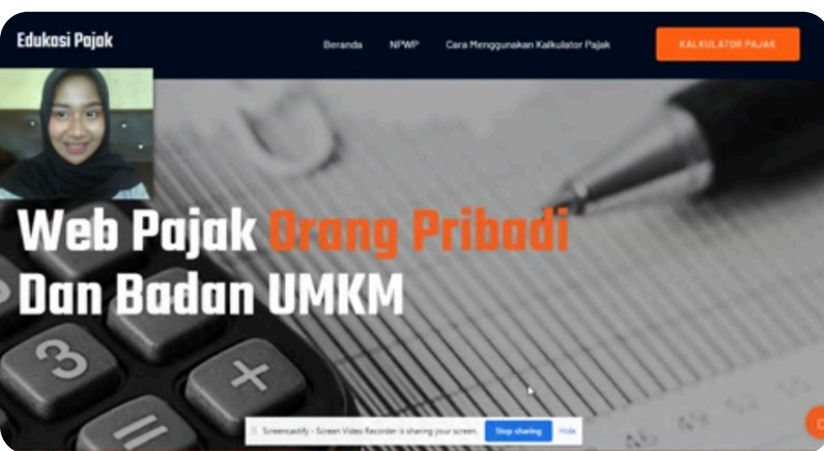 Edukasi Pajak
Beranda NPWP Cara Menggunakan Kalkulator Pajak KALKULATOR PAJAK
Web Pajak Orang Pribadi
Dan Badan UMKM
3
+
=
Screencastify - Screen Video Recorder is sharing your screen. Stop sharing Hide